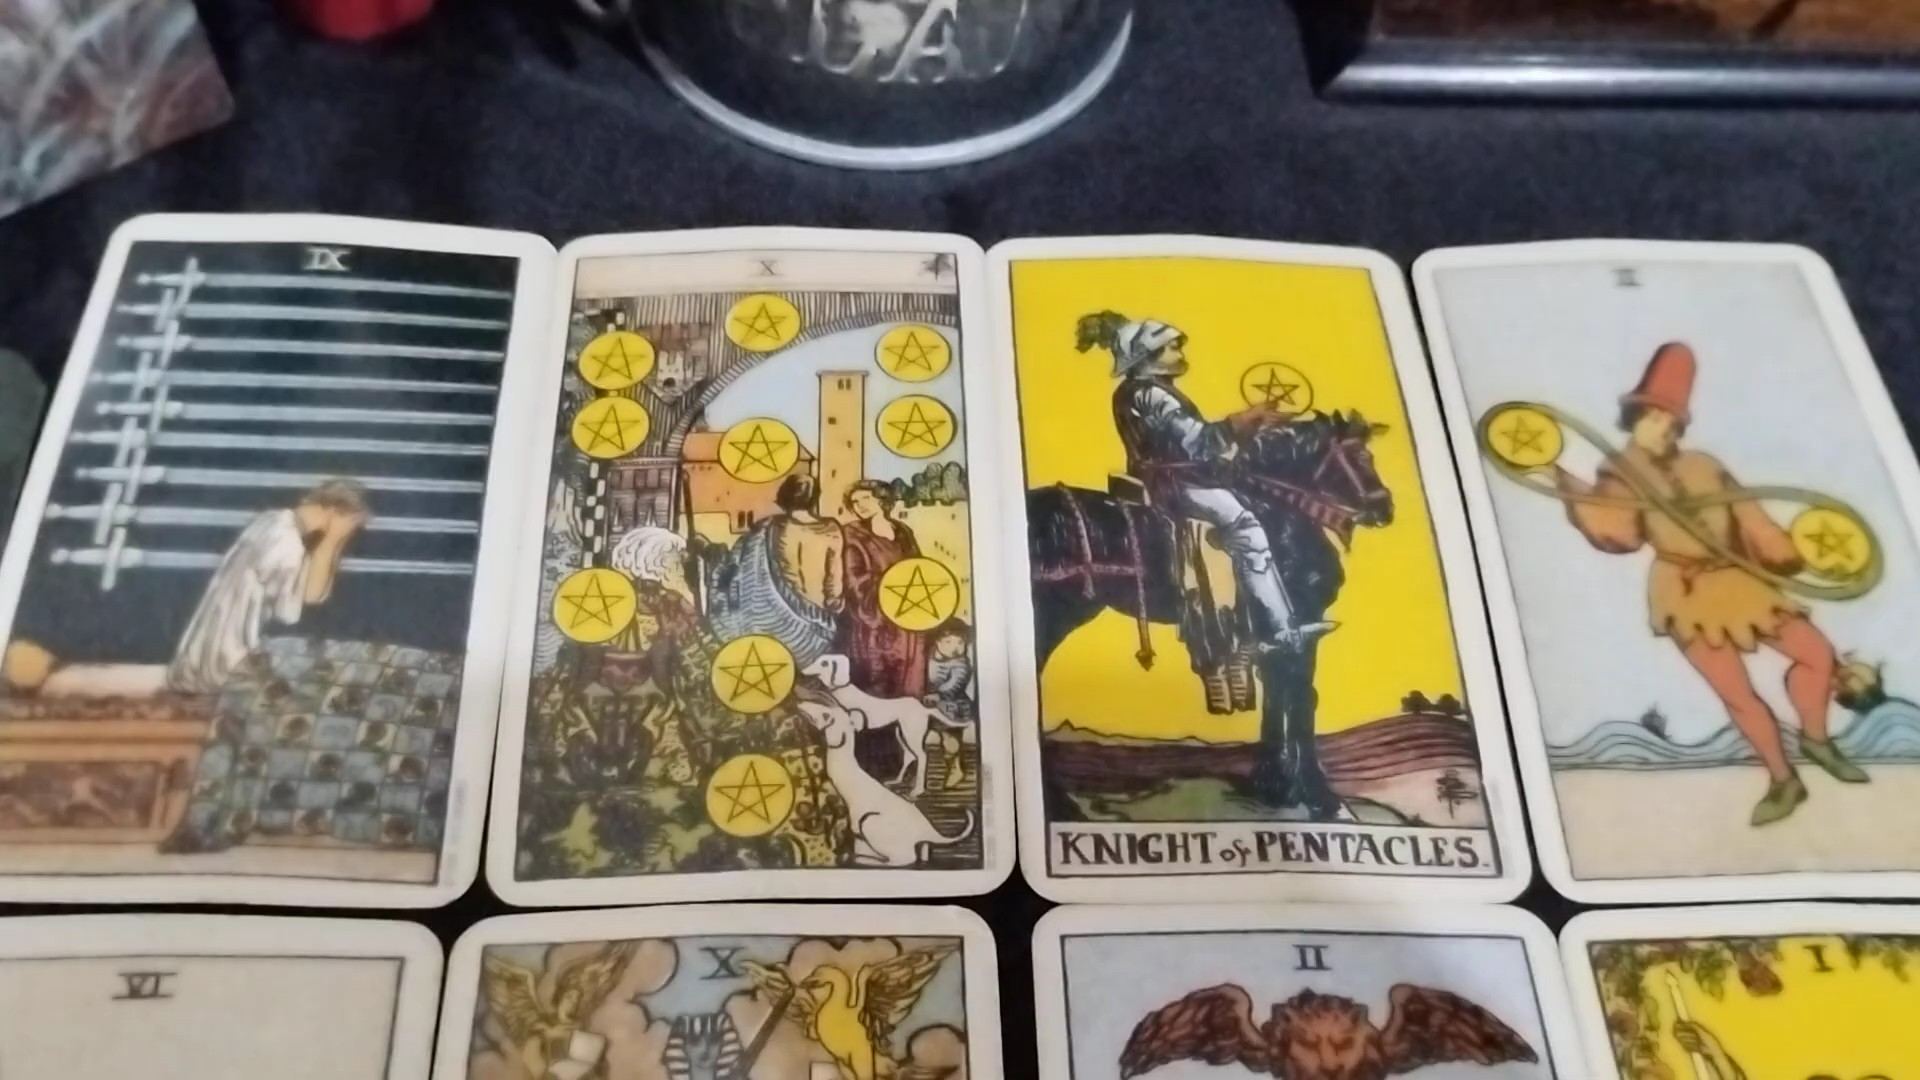 IX
X
KNIGHT of PENTACLES.
II
VI
X
II
I